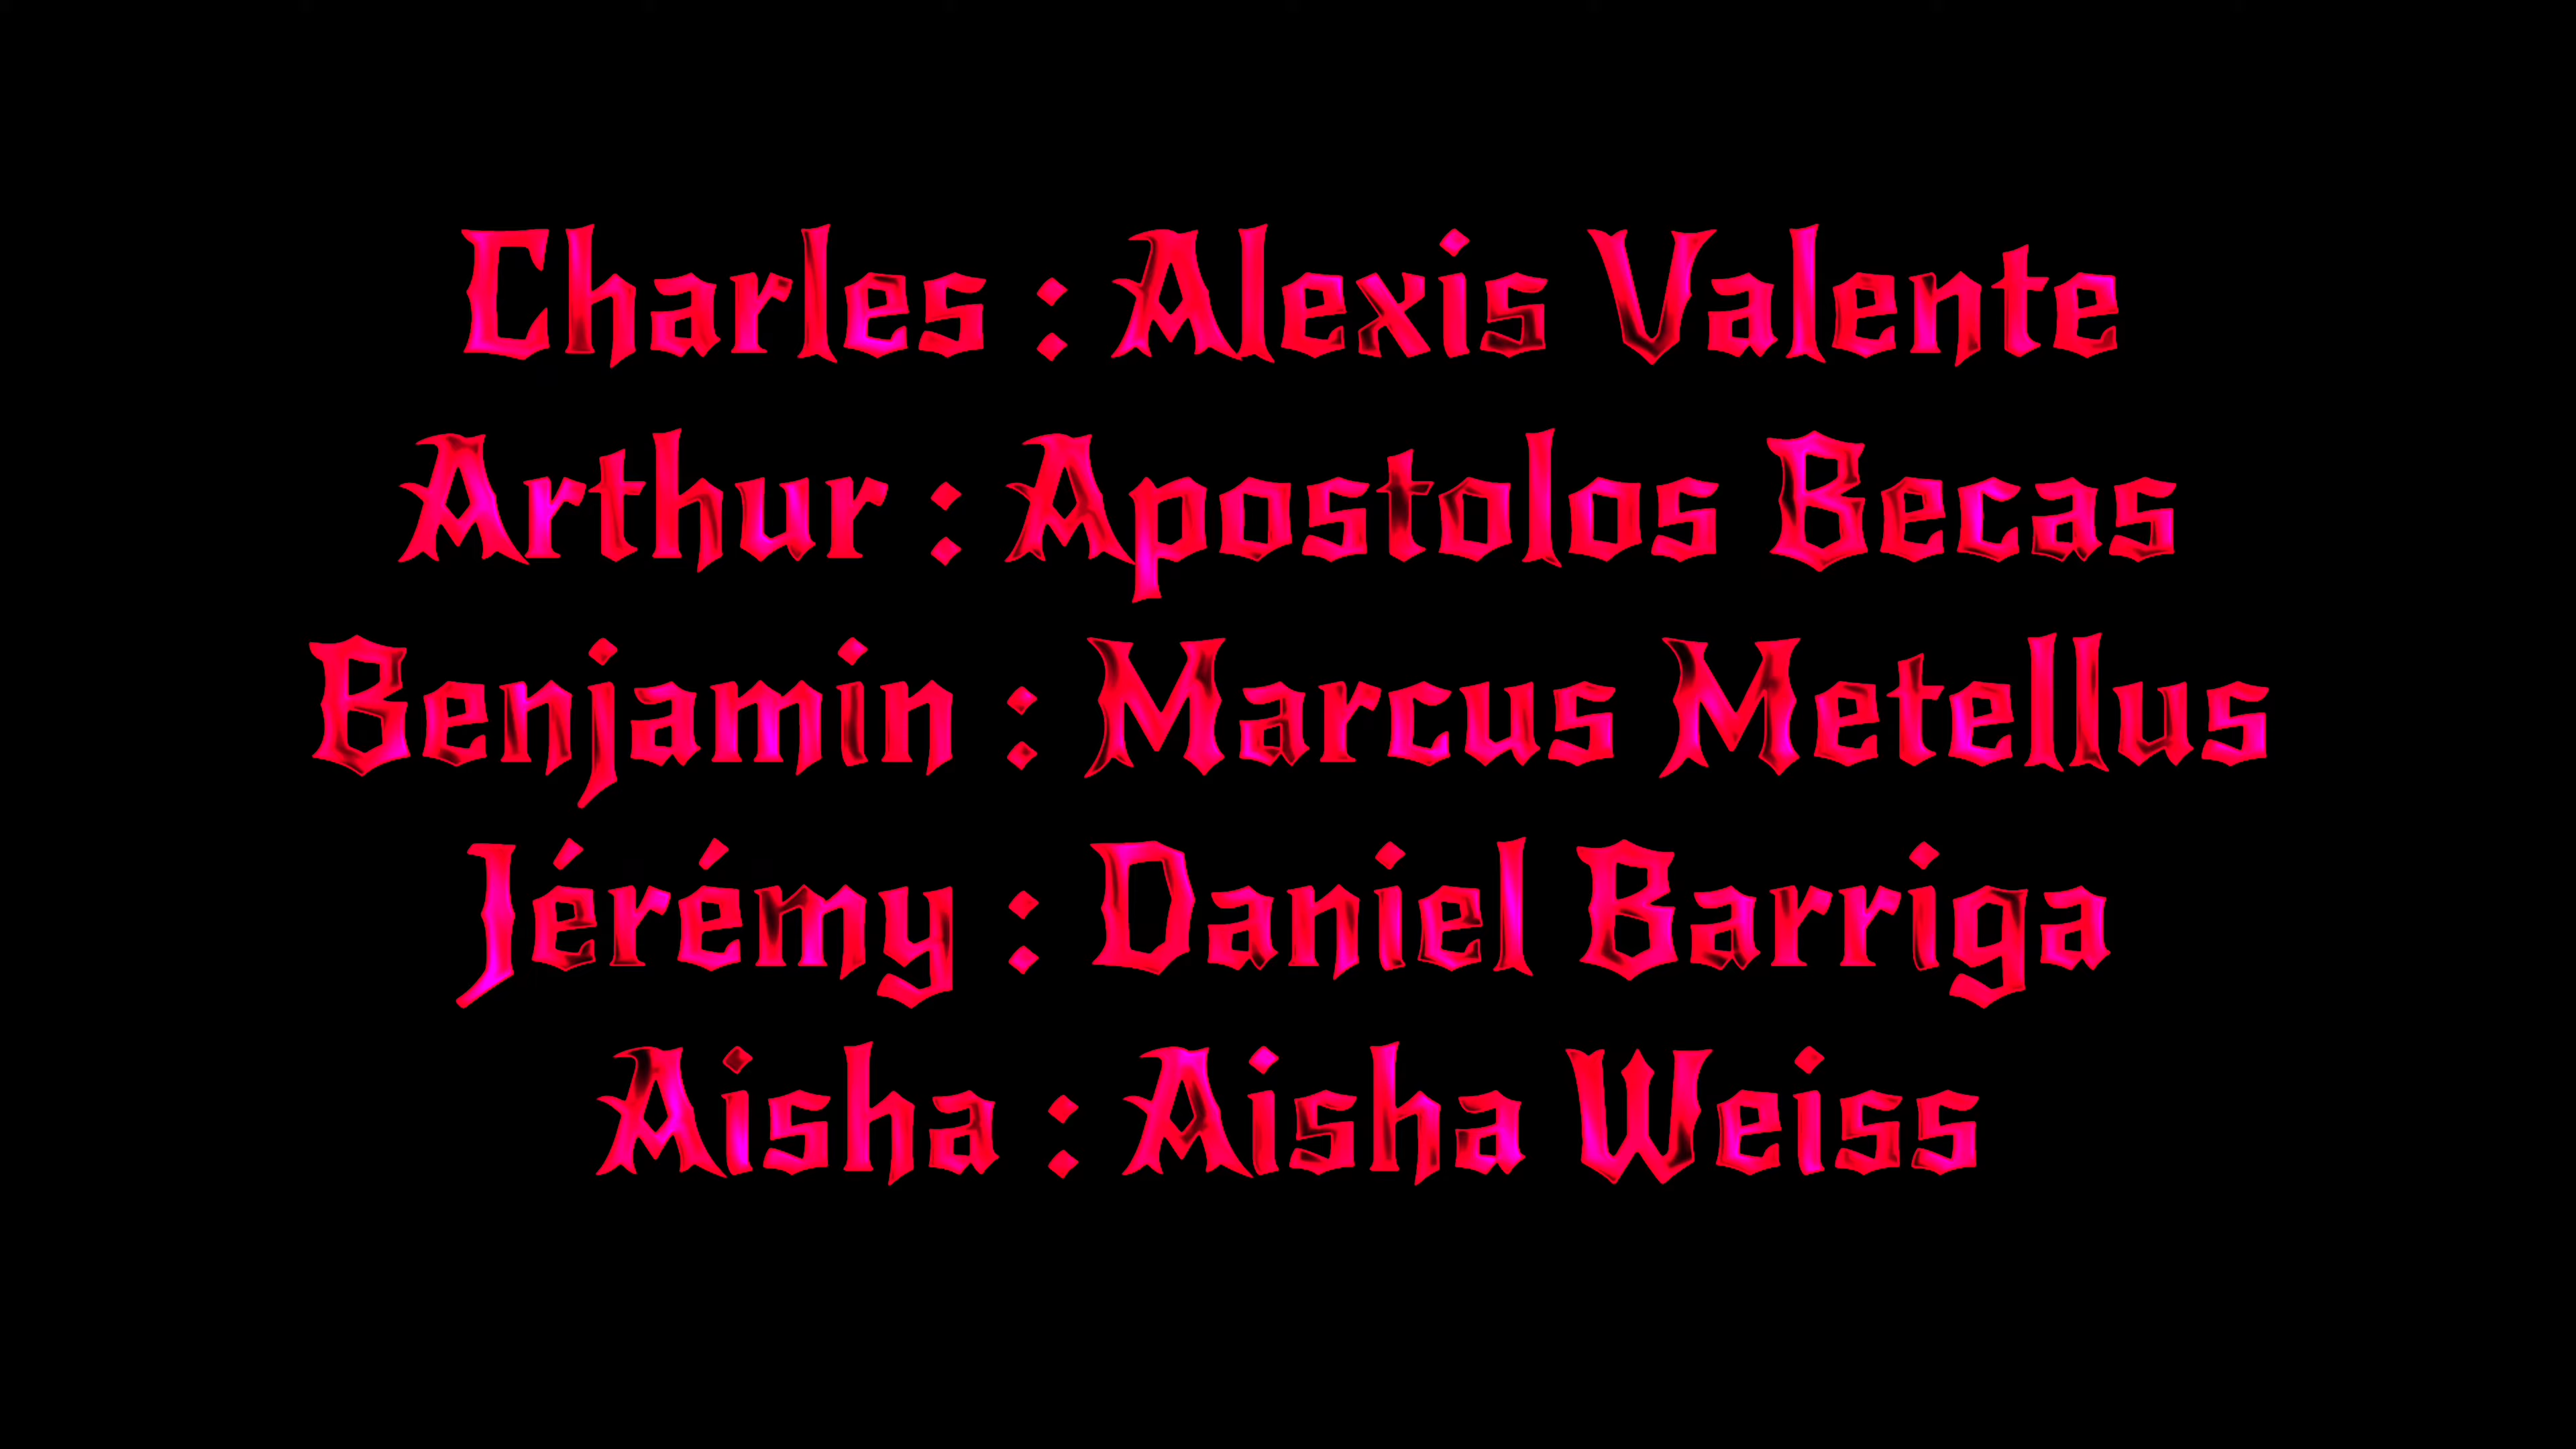 Charles : Alexis Valente
Arthur : Apostolos Becas
Benjamin : Marcus Metellus
Jérémy : Daniel Barriga
Aisha : Aisha Weiss